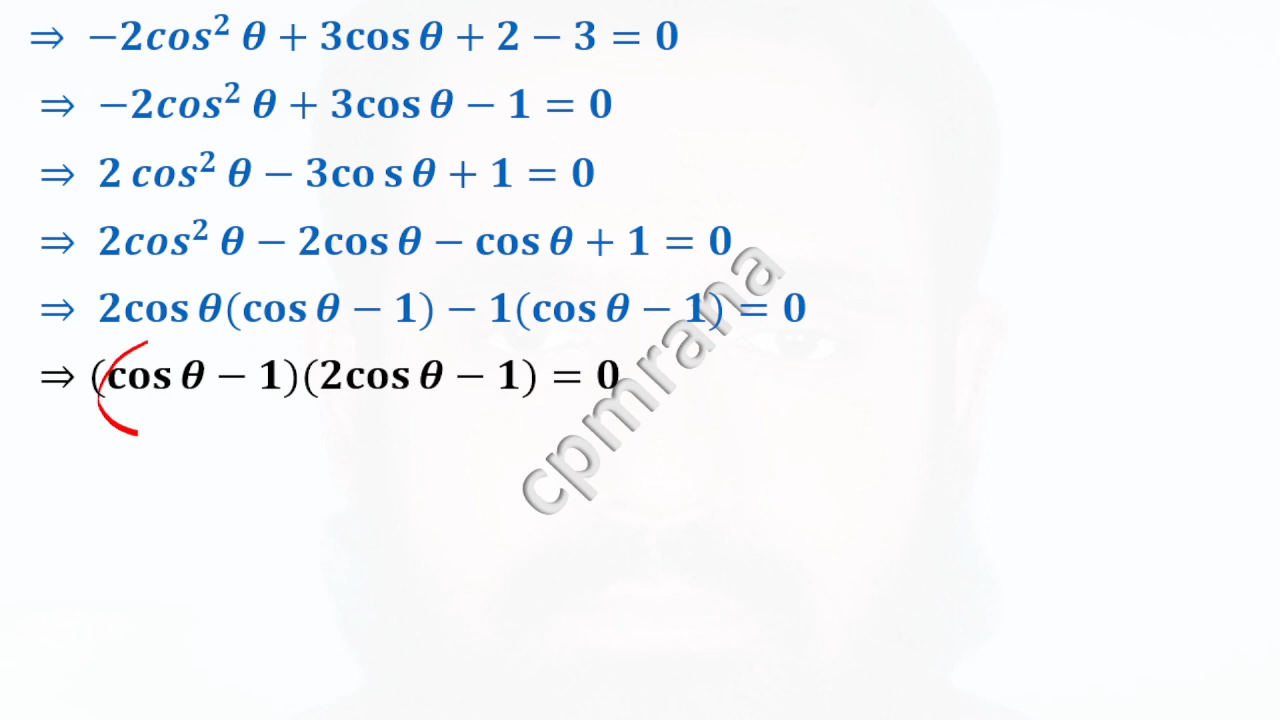 ⇒ −2cos² θ + 3cos θ + 2 − 3 = 0
⇒ −2cos² θ + 3cos θ − 1 = 0
⇒ 2 cos² θ − 3co s θ + 1 = 0
⇒ 2cos² θ − 2cos θ − cos θ + 1 = 0
⇒ 2cos θ(cos θ − 1) − 1(cos θ − 1) = 0
⇒ (cos θ − 1)(2cos θ − 1) = 0
cpmrana